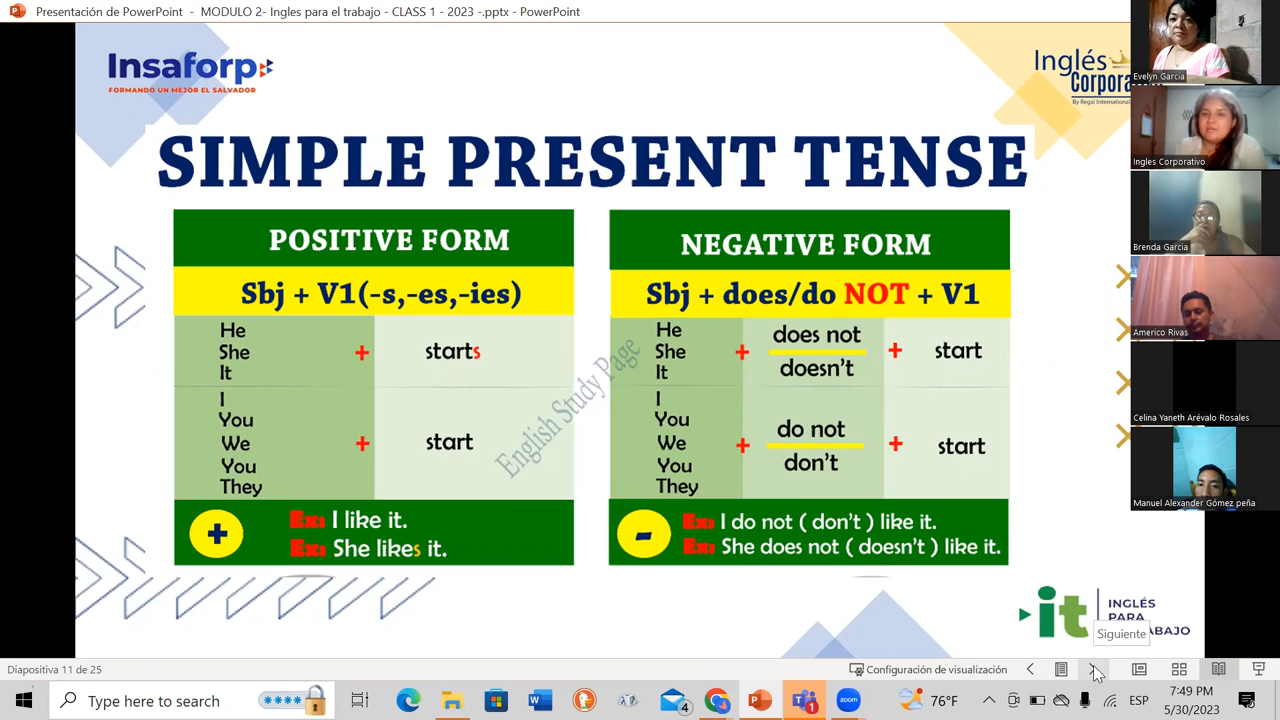 Presentación de PowerPoint - MODULO 2- Ingles para el trabajo - CLASS 1 - 2023 -.pptx - PowerPoint
Insaforp
FORMANDO UN MEJOR EL SALVADOR
Inglés
Corporat
By Regal International
SIMPLE PRESENT TENSE
POSITIVE FORM
Sbj + V1(-s,-es,-ies)
He
She
It
+ starts
I
You
We
You
They
+ start
+
Ex: I like it.
Ex: She likes it.
NEGATIVE FORM
Sbj + does/do NOT + V1
He
She
It
+ does not
doesn't
+ start
I
You
We
You
They
+ do not
don't
+ start
-
Ex: I do not ( don't ) like it.
Ex: She does not ( doesn't ) like it.
English Study Page
it
INGLÉS
PARA
ABAJO
Siguiente
Evelyn Garcia
Ingles Corporativo
Brenda Garcia
Americo Rivas
Celina Yaneth Arévalo Rosales
Manuel Alexander Gómez peña
Diapositiva 11 de 25
Configuración de visualización
Type here to search
4
1
zoom
76°F
ESP
7:49 PM
5/30/2023